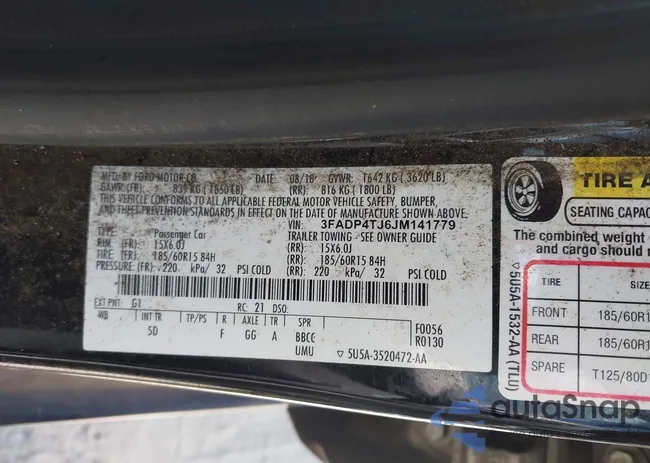 MFD. BY FORD MOTOR CO. DATE 08/18 GVWR: 1642 KG ( 3620 LB)
GAWR: (FR) 839 KG ( 1850 LB) (RR): 816 KG ( 1800 LB)
THIS VEHICLE CONFORMS TO ALL APPLICABLE FEDERAL MOTOR VEHICLE SAFETY, BUMPER,
AND THEFT PREVENTION STANDARDS IN EFFECT ON THE DATE OF MANUFACTURE SHOWN ABOVE.
VIN: 3FADP4TJ6JM141779
TYPE: Passenger Car TRAILER TOWING - SEE OWNER GUIDE
RIM: (FR): 15X6.0J (RR): 15X6.0J
TIRE: (FR): 185/60R15 84H (RR): 185/60R15 84H
PRESSURE: (FR) 220 kPa/ 32 PSI COLD (RR): 220 kPa/ 32 PSI COLD
EXT PNT: G1 RC: 21 DSO:
WB INT TR TP/PS R AXLE TR SPR F0056
5D F GG A BBCC R0130
UMU 5U5A-3520472-AA
5U5A-1532-AA (TLU)
TIRE A
SEATING CAPAC
The combined weight
and cargo should
TIRE SIZE
FRONT 185/60R1
REAR 185/60R1
SPARE T125/80D
autoSnap